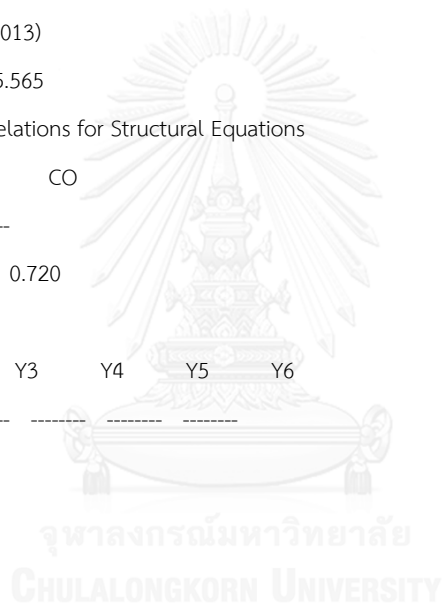 013)
5.565
elations for Structural Equations
CO
--
0.720
Y3 Y4 Y5 Y6
-- -------- -------- --------
จุฬาลงกรณ์มหาวิทยาลัย
CHULALONGKORN UNIVERSITY